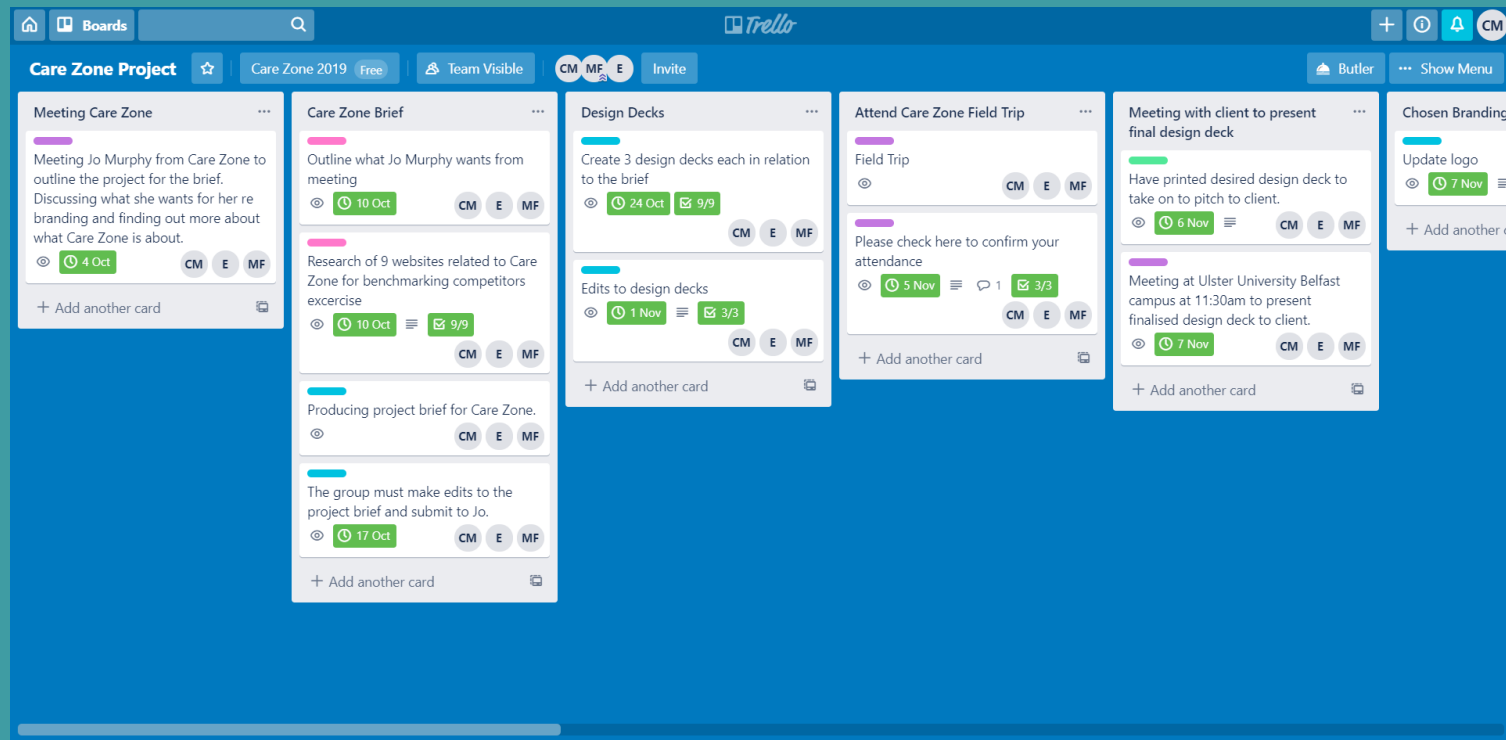 Boards
Trello
CM
Care Zone Project
Care Zone 2019 Free
Team Visible
CM MF E
Invite
Butler
Show Menu
Meeting Care Zone
Meeting Jo Murphy from Care Zone to
outline the project for the brief.
Discussing what she wants for her re
branding and finding out more about
what Care Zone is about.
4 Oct
CM E MF
+ Add another card
Care Zone Brief
Outline what Jo Murphy wants from
meeting
10 Oct
CM E MF
Research of 9 websites related to Care
Zone for benchmarking competitors
excercise
10 Oct 9/9
CM E MF
Producing project brief for Care Zone.
CM E MF
The group must make edits to the
project brief and submit to Jo.
17 Oct
CM E MF
+ Add another card
Design Decks
Create 3 design decks each in relation
to the brief
24 Oct 9/9
CM E MF
Edits to design decks
1 Nov 3/3
CM E MF
+ Add another card
Attend Care Zone Field Trip
Field Trip
CM E MF
Please check here to confirm your
attendance
5 Nov 1 3/3
CM E MF
+ Add another card
Meeting with client to present
final design deck
Have printed desired design deck to
take on to pitch to client.
6 Nov
CM E MF
Meeting at Ulster University Belfast
campus at 11:30am to present
finalised design deck to client.
7 Nov
CM E MF
+ Add another card
Chosen Branding
Update logo
7 Nov
+ Add another